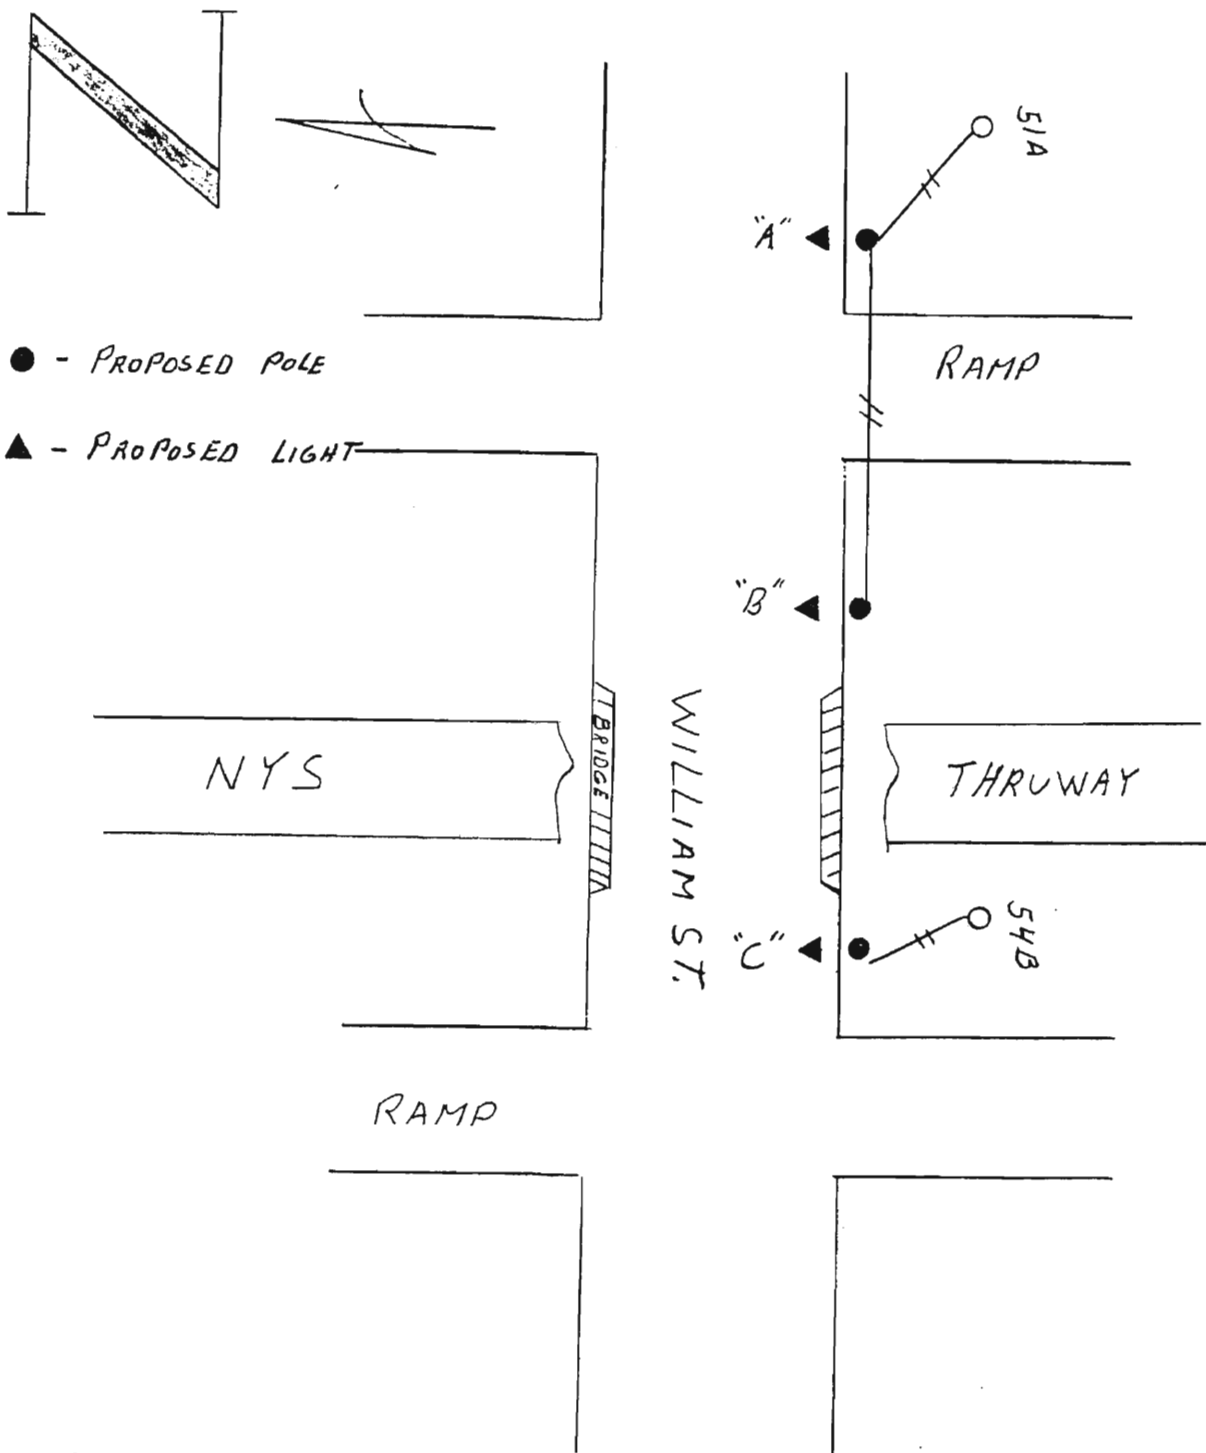 N
51A
"A"
● - PROPOSED POLE
RAMP
▲ - PROPOSED LIGHT
"B"
BRIDGE
WILLIAM ST.
NYS
THRUWAY
54B
"C"
RAMP